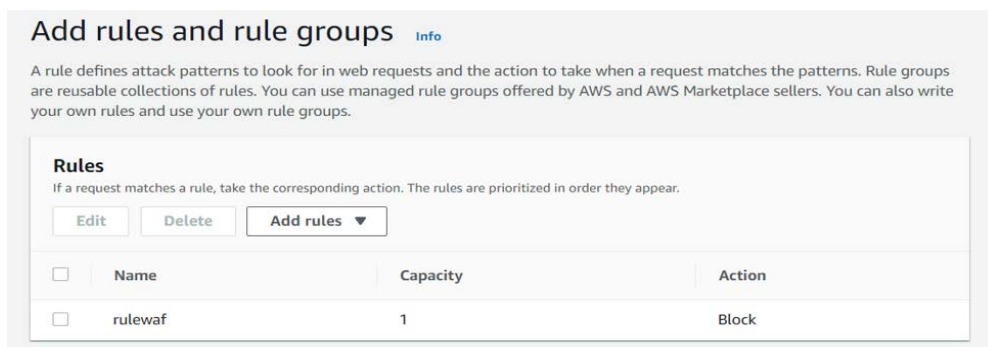 Add rules and rule groups Info
A rule defines attack patterns to look for in web requests and the action to take when a request matches the patterns. Rule groups
are reusable collections of rules. You can use managed rule groups offered by AWS and AWS Marketplace sellers. You can also write
your own rules and use your own rule groups.
Rules
If a request matches a rule, take the corresponding action. The rules are prioritized in order they appear.
Edit Delete Add rules
Name Capacity Action
rulewaf 1 Block